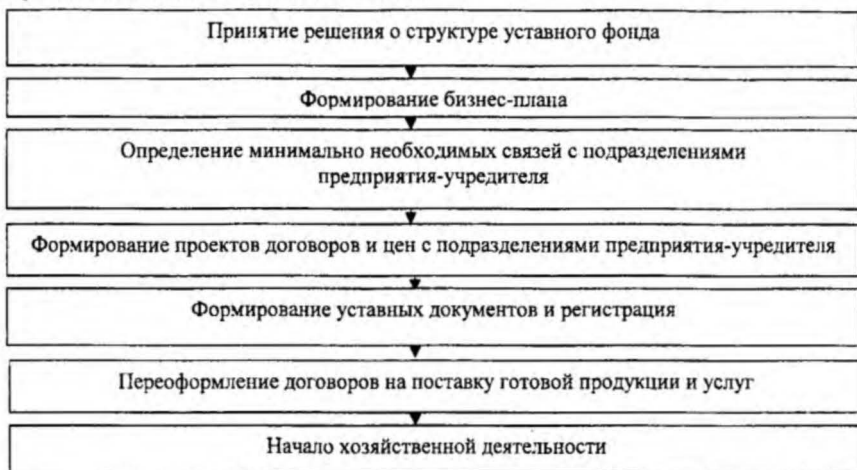 Принятие решения о структуре уставного фонда
Формирование бизнес-плана
Определение минимально необходимых связей с подразделениями
предприятия-учредителя
Формирование проектов договоров и цен с подразделениями предприятия-учредителя
Формирование уставных документов и регистрация
Переоформление договоров на поставку готовой продукции и услуг
Начало хозяйственной деятельности